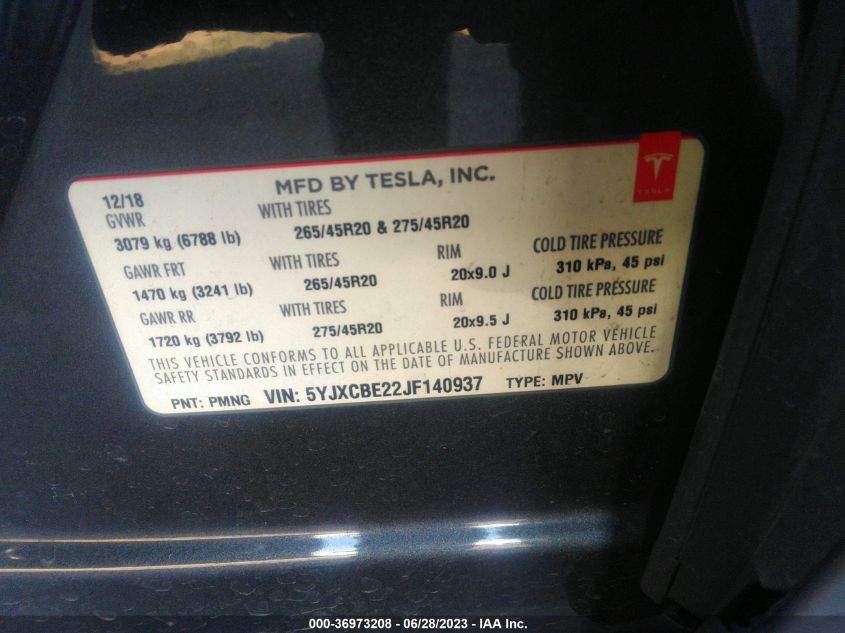 MFD BY TESLA, INC.
TESLA
12/18
GVWR WITH TIRES
3079 kg (6788 lb) 265/45R20 & 275/45R20
GAWR FRT WITH TIRES RIM COLD TIRE PRESSURE
1470 kg (3241 lb) 265/45R20 20x9.0 J 310 kPa, 45 psi
GAWR RR WITH TIRES RIM COLD TIRE PRESSURE
1720 kg (3792 lb) 275/45R20 20x9.5 J 310 kPa, 45 psi
THIS VEHICLE CONFORMS TO ALL APPLICABLE U.S. FEDERAL MOTOR VEHICLE
SAFETY STANDARDS IN EFFECT ON THE DATE OF MANUFACTURE SHOWN ABOVE.
PNT: PMNG VIN: 5YJXCBE22JF140937 TYPE: MPV
000-36973208 - 06/28/2023 - IAA Inc.